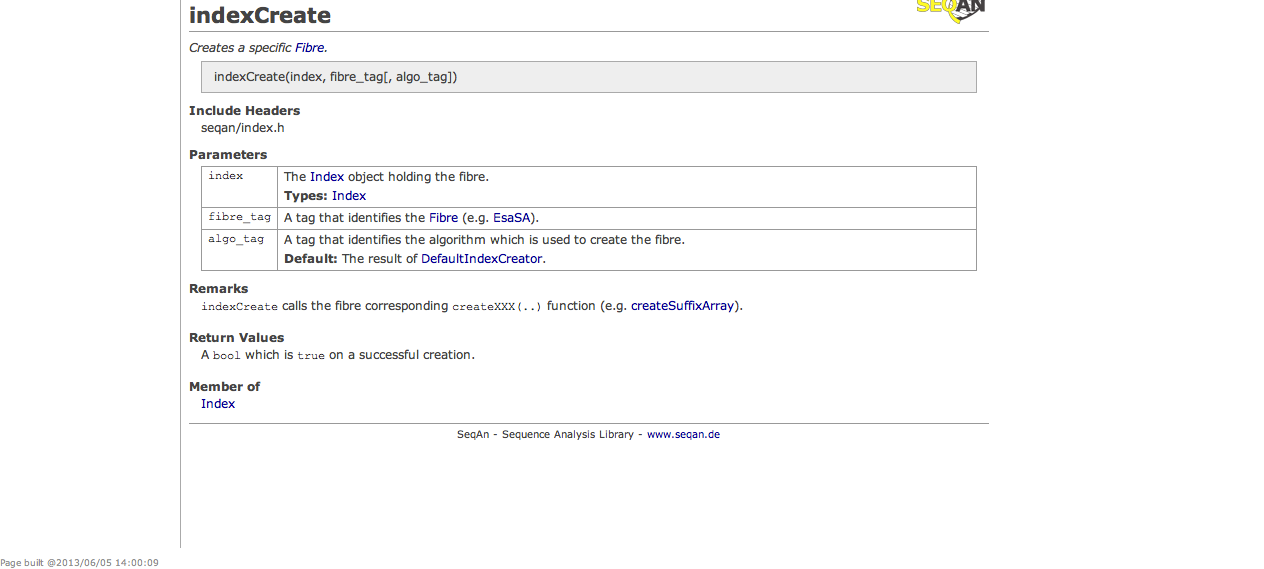 indexCreate
SEQAN
Creates a specific Fibre.
indexCreate(index, fibre_tag[, algo_tag])
Include Headers
seqan/index.h
Parameters
index The Index object holding the fibre.
Types: Index
fibre_tag A tag that identifies the Fibre (e.g. EsaSA).
algo_tag A tag that identifies the algorithm which is used to create the fibre.
Default: The result of DefaultIndexCreator.
Remarks
indexCreate calls the fibre corresponding createXXX(..) function (e.g. createSuffixArray).
Return Values
A bool which is true on a successful creation.
Member of
Index
SeqAn - Sequence Analysis Library - www.seqan.de
Page built @2013/06/05 14:00:09